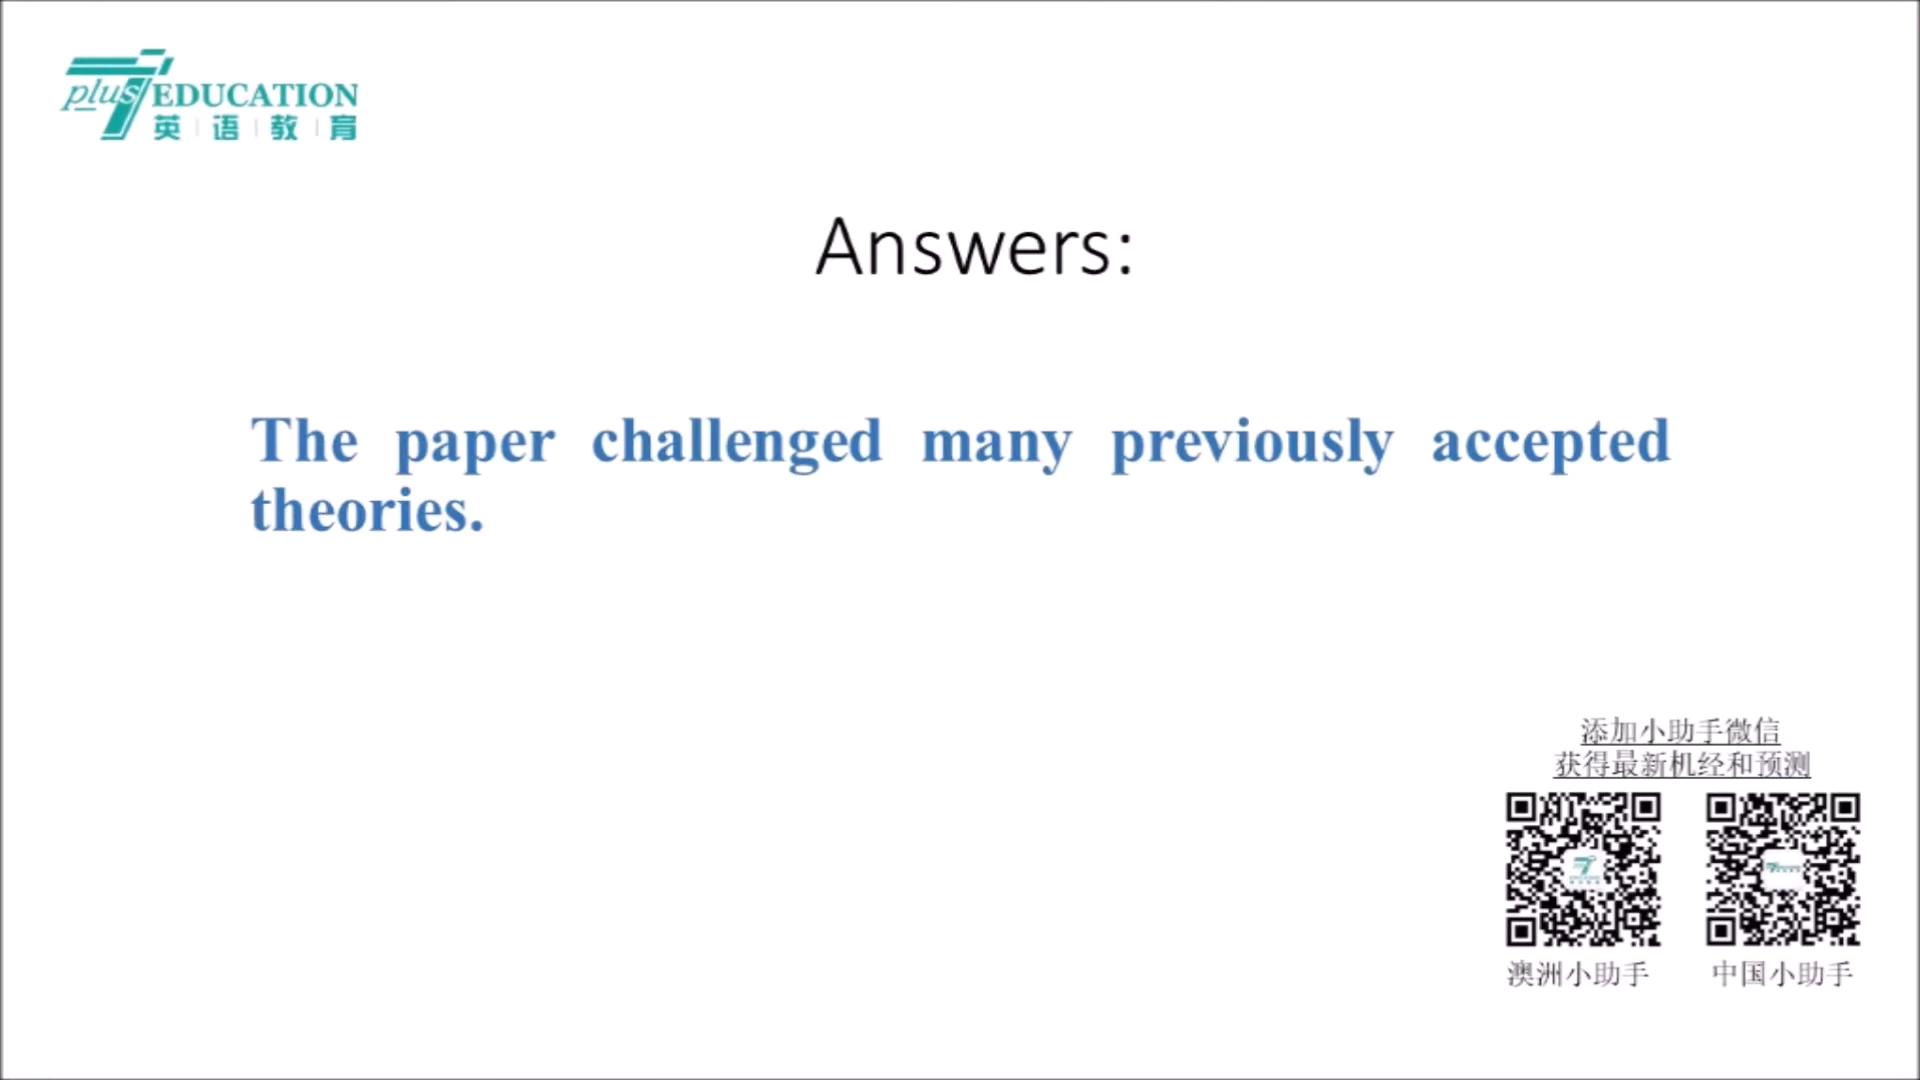 7 plus EDUCATION
英语教育
Answers:
The paper challenged many previously accepted
theories.
添加小助手微信
获得最新机经和预测
澳洲小助手 中国小助手